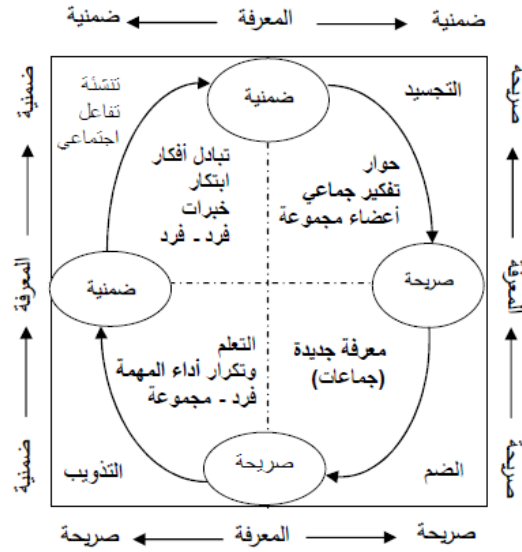 ضمنية المعرفة ضمنية
تنشئة
تفاعل
اجتماعي
ضمنية
التجسيد
تبادل أفكار
ابتكار
خبرات
فرد - فرد
حوار
تفكير جماعي
أعضاء مجموعة
ضمنية
صريحة
التعلم
وتكرار أداء المهمة
فرد - مجموعة
معرفة جديدة
(جماعات)
التذويب
صريحة
الضم
صريحة المعرفة صريحة
ضمنية المعرفة ضمنية
صريحه المعرفة صريحة